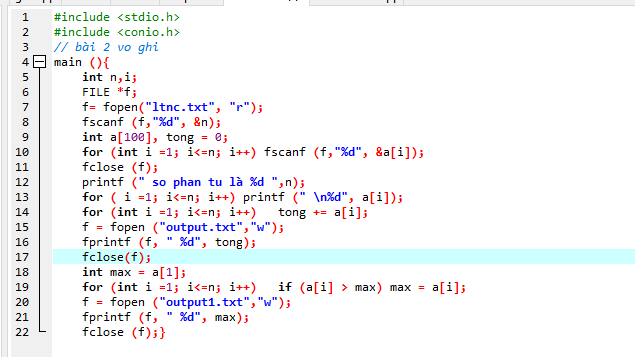 1 #include <stdio.h>
2 #include <conio.h>
3 // bài 2 vo ghi
4 main (){
5 int n,i;
6 FILE *f;
7 f= fopen("ltnc.txt", "r");
8 fscanf (f,"%d", &n);
9 int a[100], tong = 0;
10 for (int i =1; i<=n; i++) fscanf (f,"%d", &a[i]);
11 fclose (f);
12 printf (" so phan tu là %d ",n);
13 for ( i =1; i<=n; i++) printf (" \n%d", a[i]);
14 for (int i =1; i<=n; i++) tong += a[i];
15 f = fopen ("output.txt","w");
16 fprintf (f, " %d", tong);
17 fclose(f);
18 int max = a[1];
19 for (int i =1; i<=n; i++) if (a[i] > max) max = a[i];
20 f = fopen ("output1.txt","w");
21 fprintf (f, " %d", max);
22 fclose (f);}